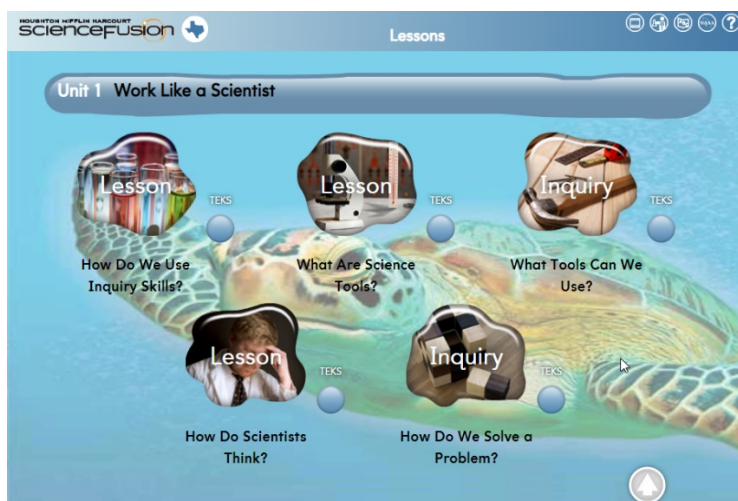 HOUGHTON MIFFLIN HARCOURT
SCIENCEFUSION
Lessons
?
Unit 1 Work Like a Scientist
Lesson
TEKS
How Do We Use
Inquiry Skills?
Lesson
TEKS
What Are Science
Tools?
Inquiry
TEKS
What Tools Can We
Use?
Lesson
TEKS
How Do Scientists
Think?
Inquiry
TEKS
How Do We Solve a
Problem?